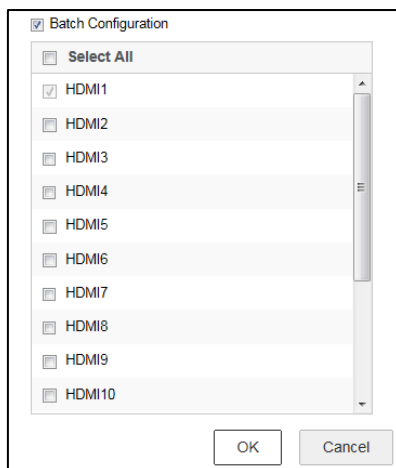 Batch Configuration
Select All
HDMI1
HDMI2
HDMI3
HDMI4
HDMI5
HDMI6
HDMI7
HDMI8
HDMI9
HDMI10
OK Cancel